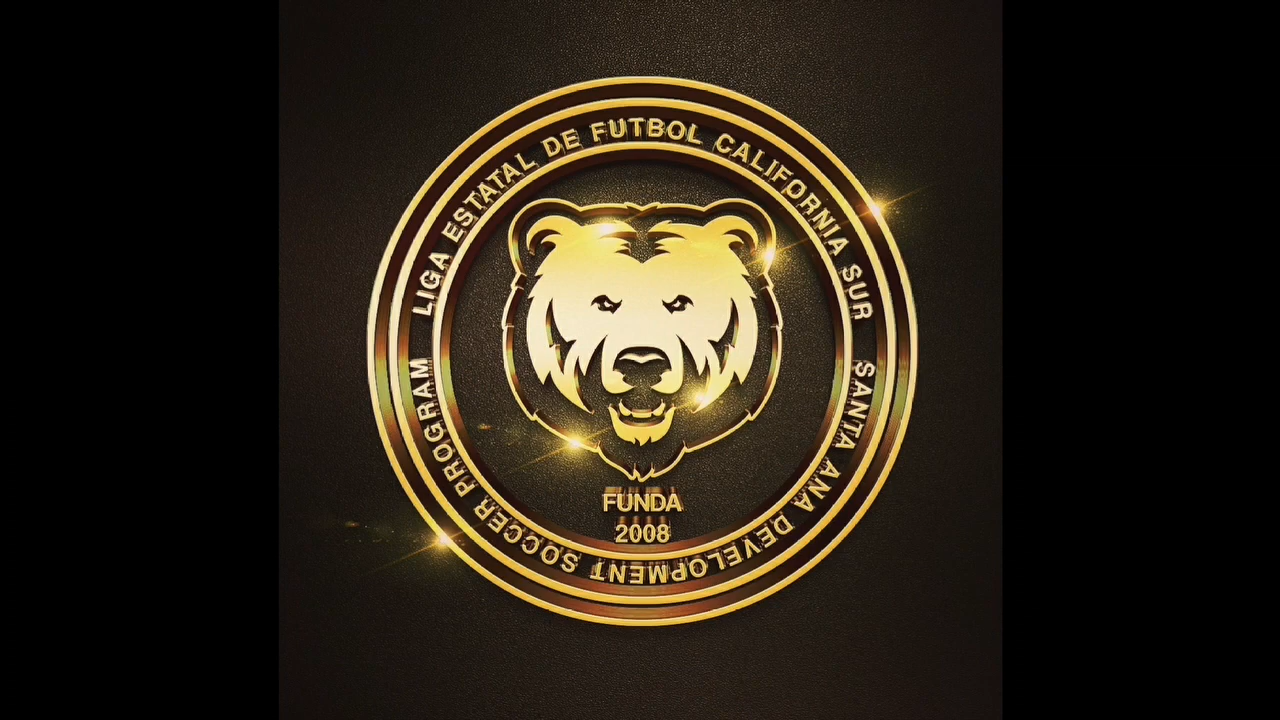 LIGA ESTATAL DE FUTBOL CALIFORNIA SUR
SANTA ANA DEVELOPMENT SOCCER PROGRAM
FUNDA
2008